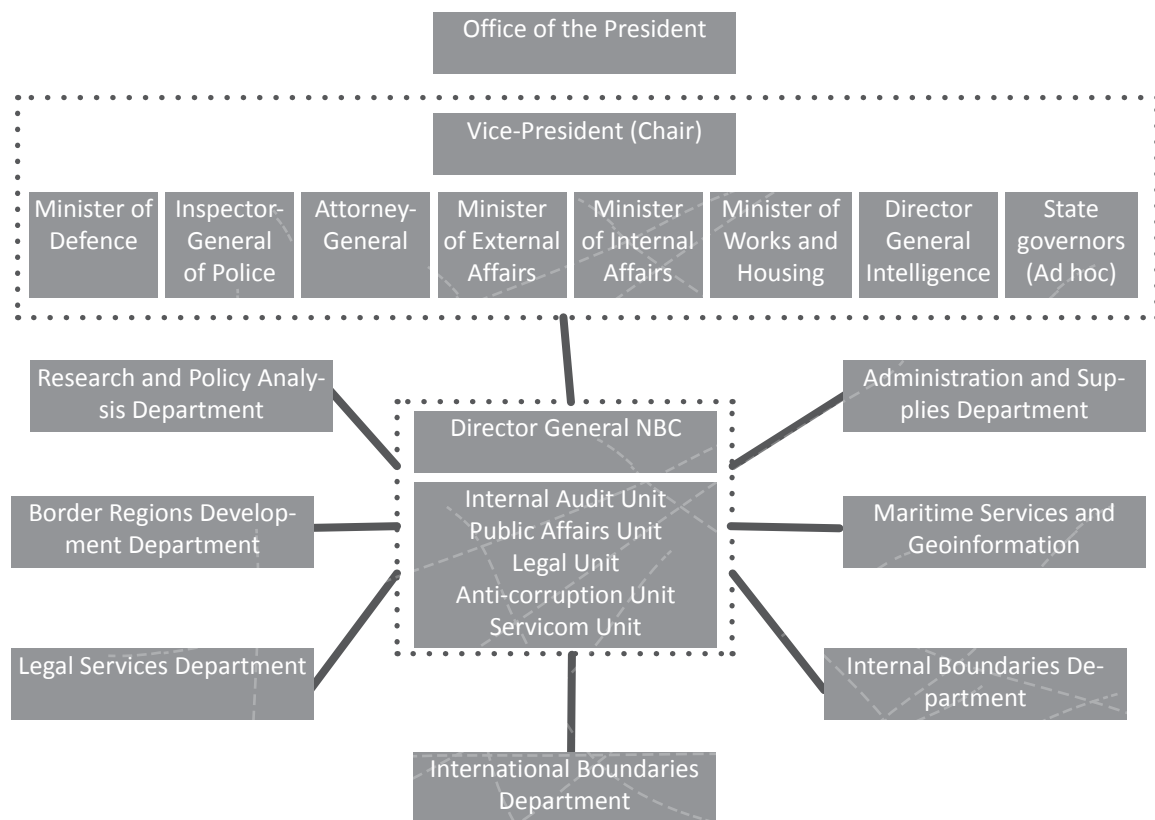 Office of the President
Vice-President (Chair)
Minister of
Defence
Inspector-
General
of Police
Attorney-
General
Minister
of External
Affairs
Minister
of Internal
Affairs
Minister of
Works and
Housing
Director
General
Intelligence
State
governors
(Ad hoc)
Research and Policy Analy-
sis Department
Administration and Sup-
plies Department
Director General NBC
Internal Audit Unit
Public Affairs Unit
Legal Unit
Anti-corruption Unit
Servicom Unit
Border Regions Develop-
ment Department
Maritime Services and
Geoinformation
Legal Services Department
Internal Boundaries De-
partment
International Boundaries
Department